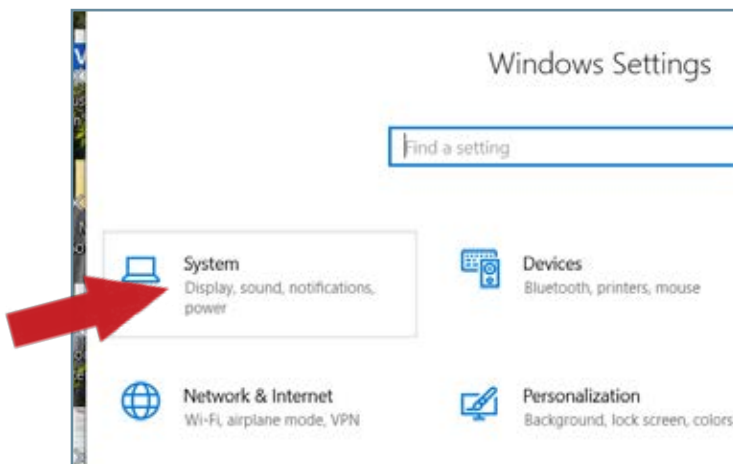 Windows Settings
Find a setting
System
Display, sound, notifications,
power
Devices
Bluetooth, printers, mouse
Network & Internet
Wi-Fi, airplane mode, VPN
Personalization
Background, lock screen, colors